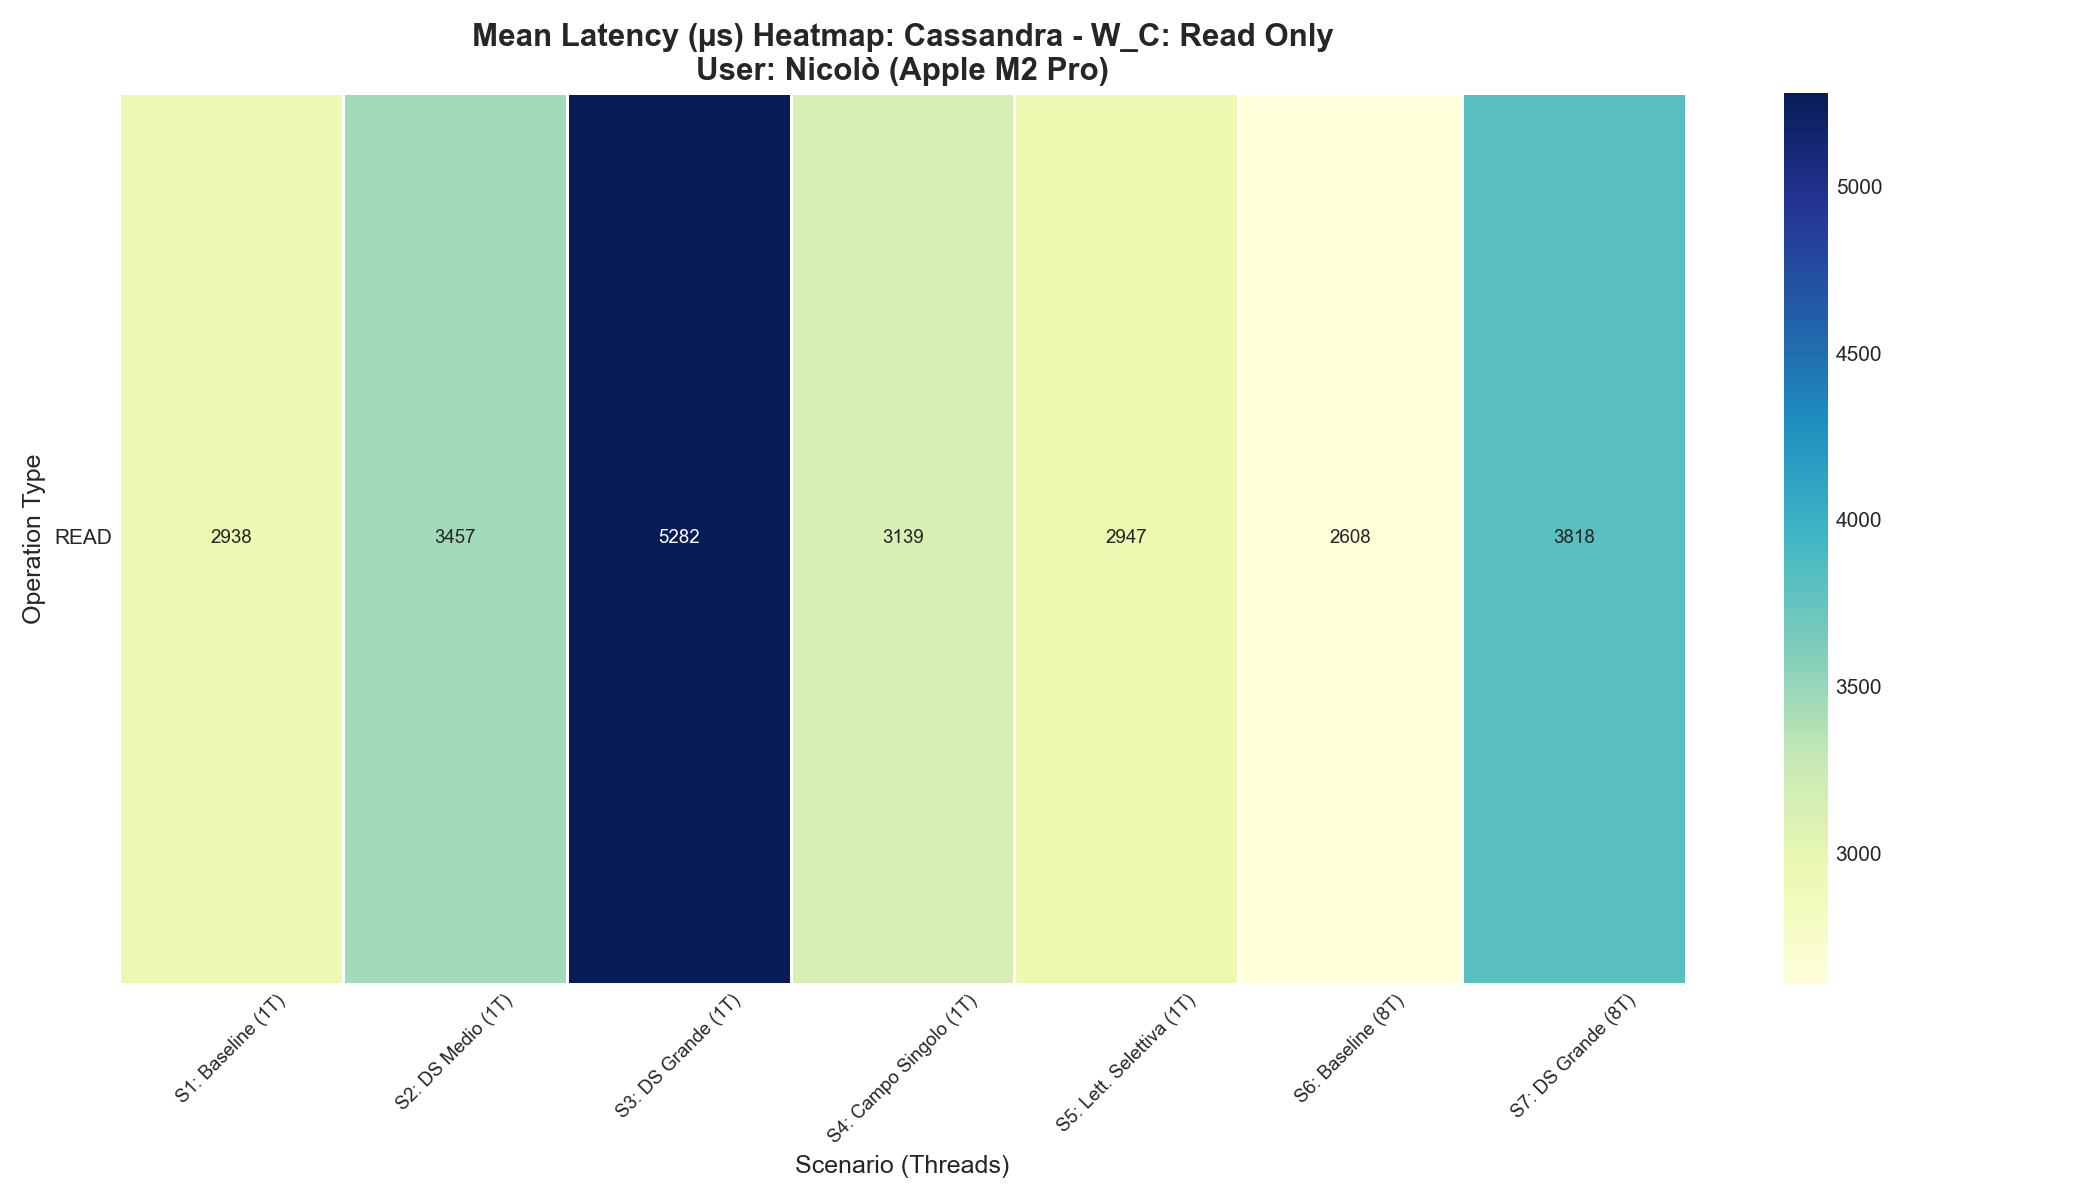 Mean Latency (µs) Heatmap: Cassandra - W_C: Read Only
User: Nicolò (Apple M2 Pro)
Operation Type
READ
2938
3457
5282
3139
2947
2608
3818
S1: Baseline (1T)
S2: DS Medio (1T)
S3: DS Grande (1T)
S4: Campo Singolo (1T)
S5: Lett. Selettiva (1T)
S6: Baseline (8T)
S7: DS Grande (8T)
Scenario (Threads)
5000
4500
4000
3500
3000